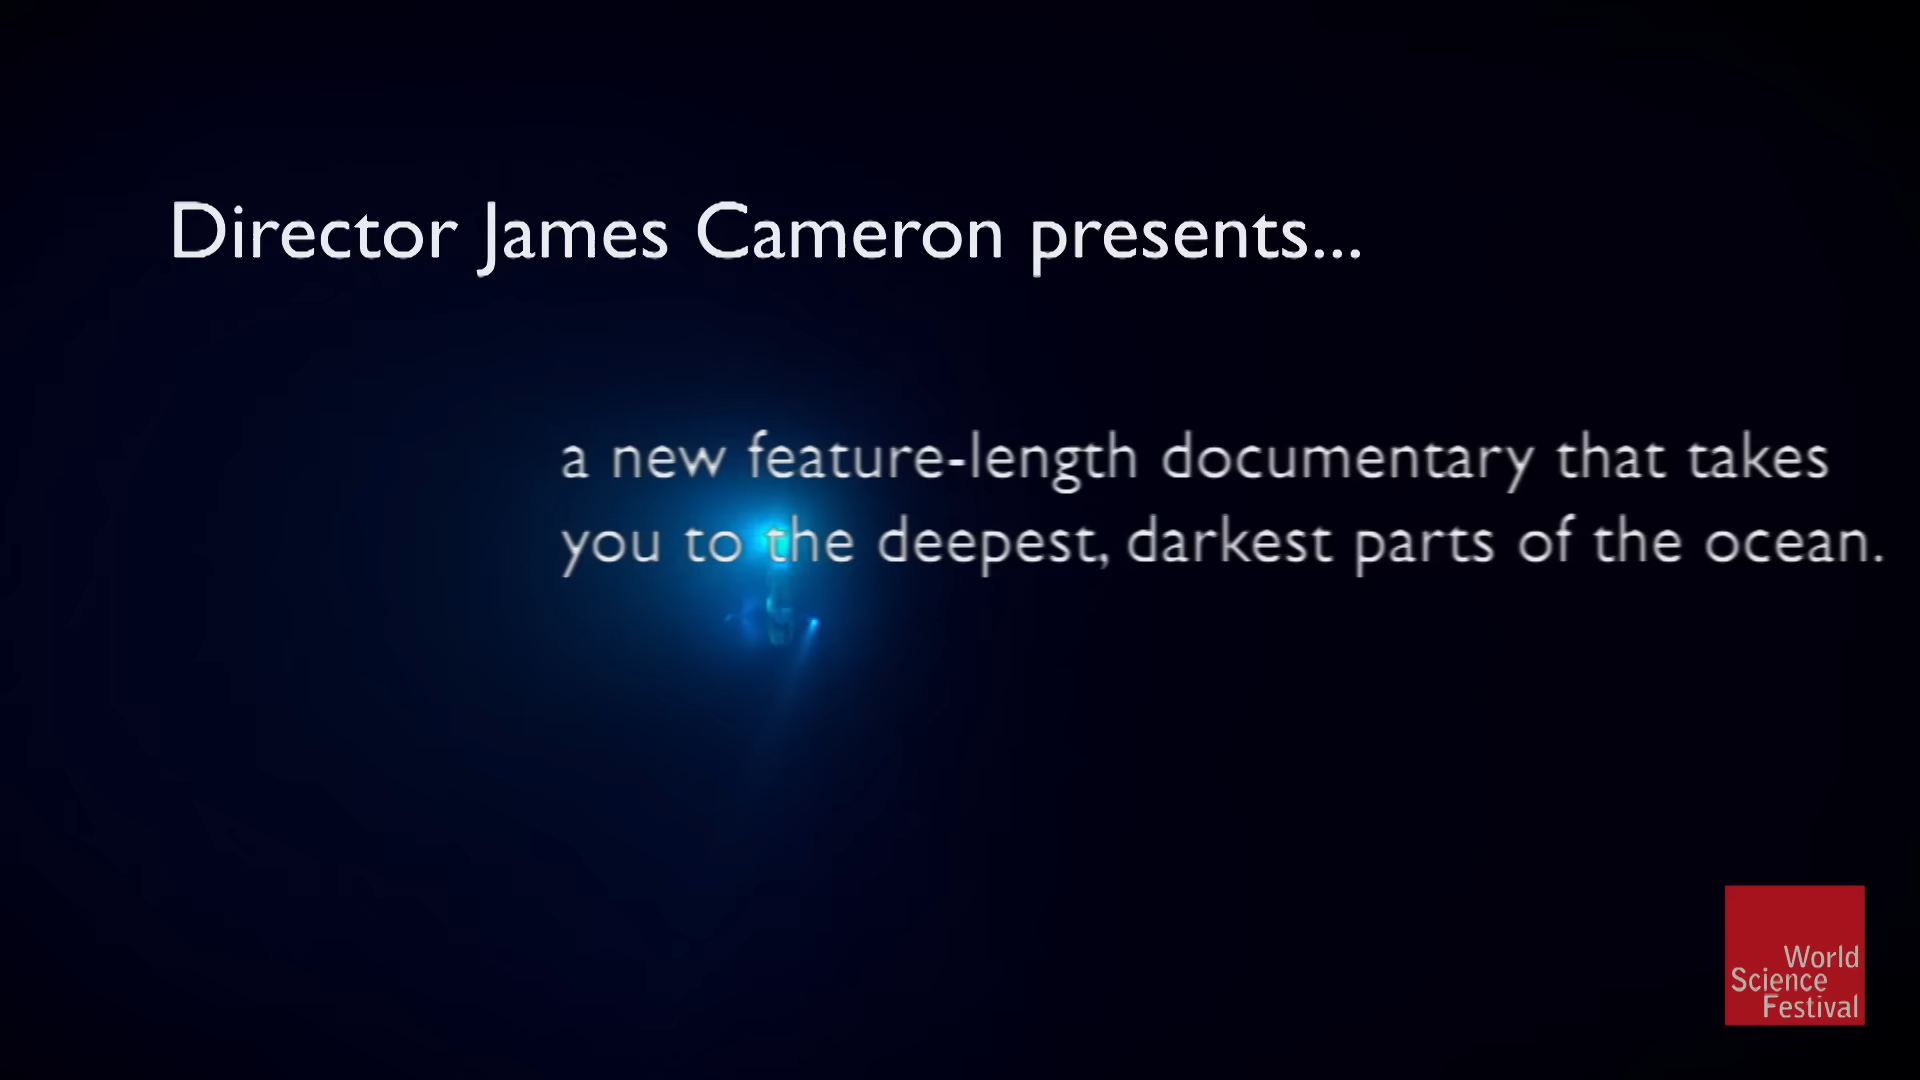 Director James Cameron presents...
a new feature-length documentary that takes
you to the deepest, darkest parts of the ocean.
World
Science
Festival